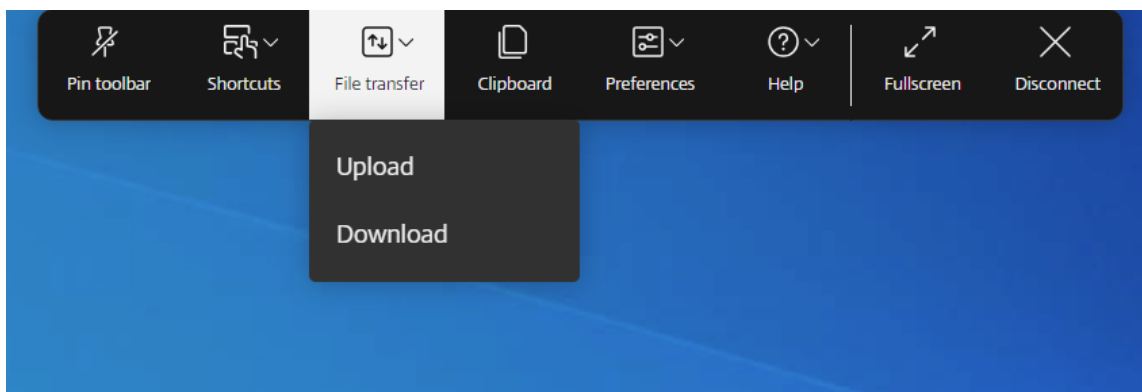 Pin toolbar
Shortcuts
File transfer
Clipboard
Preferences
Help
Fullscreen
Disconnect
Upload
Download